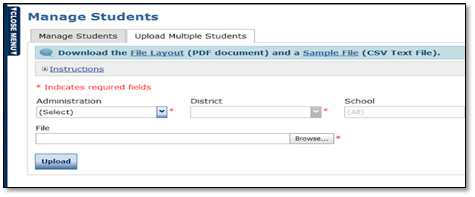 CLOSE MENU
Manage Students
Manage Students Upload Multiple Students
Download the File Layout (PDF document) and a Sample File (CSV Text File).
Instructions
* Indicates required fields
Administration District School
(Select) * * (All)
File
Browse... *
Upload